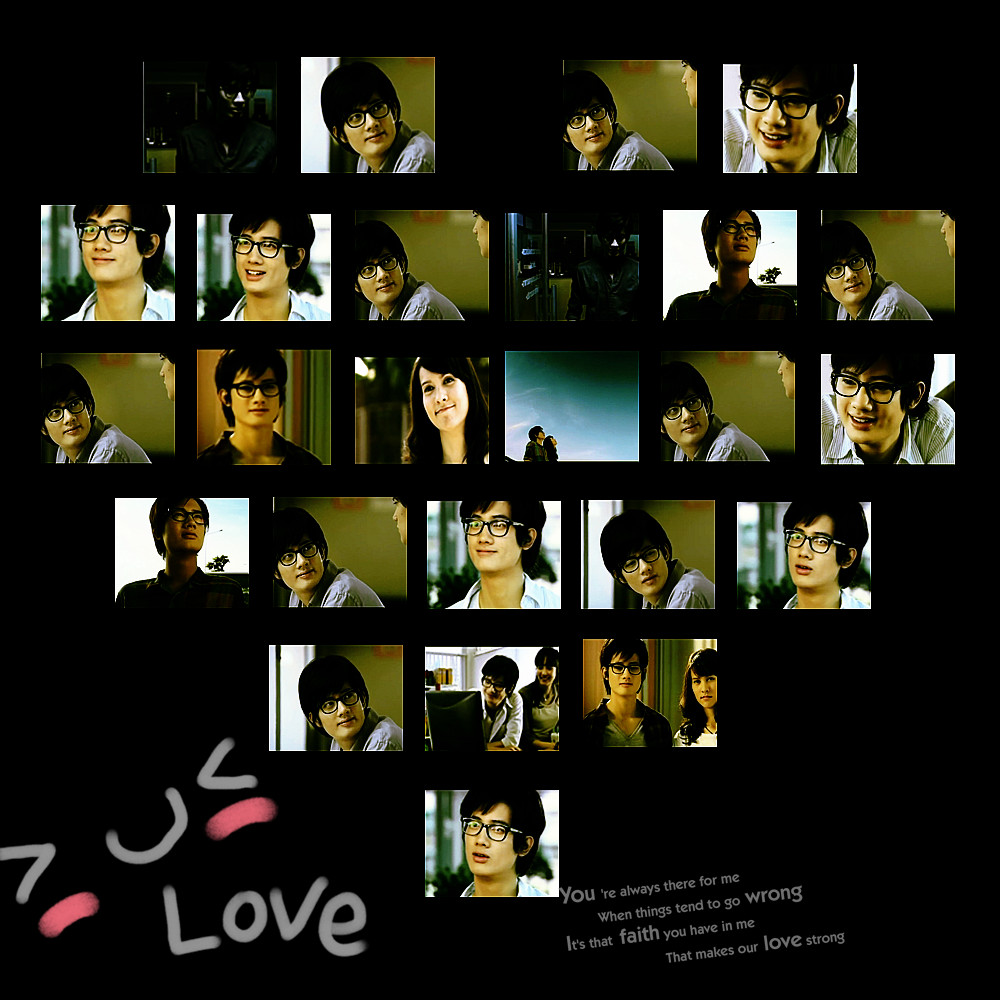 Love
You 're always there for me
When things tend to go wrong
It's that faith you have in me
That makes our love strong